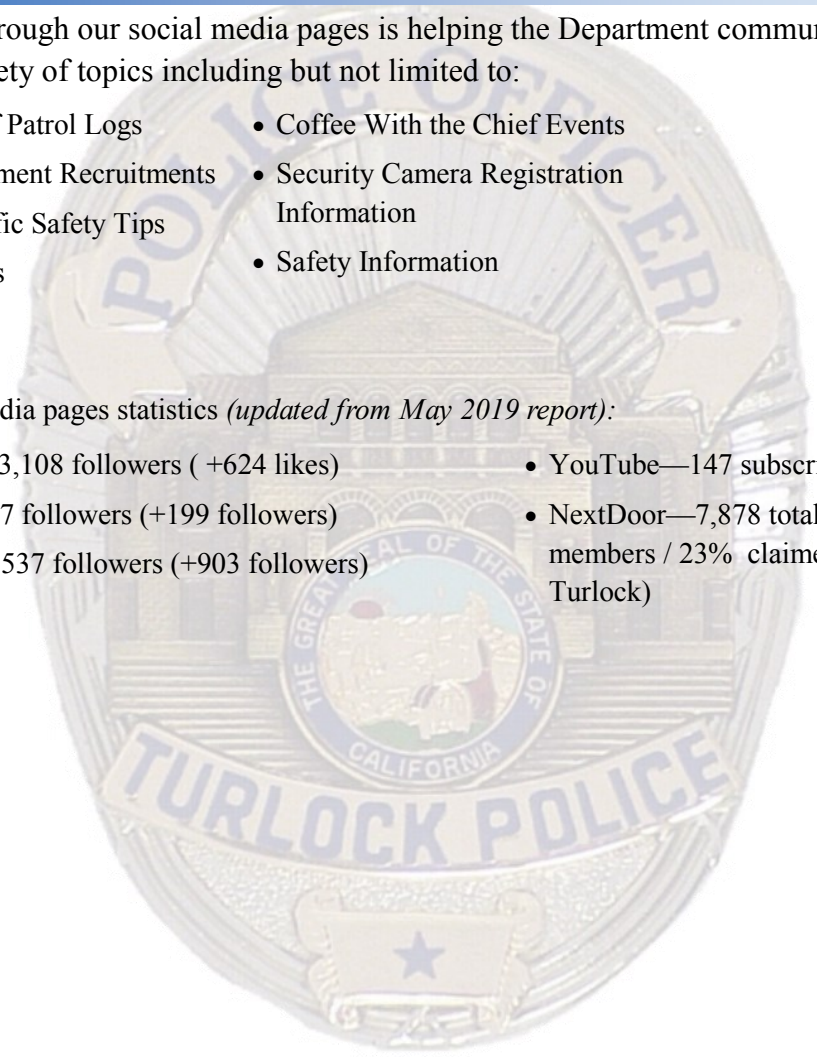 rough our social media pages is helping the Department commun
ety of topics including but not limited to:
f Patrol Logs
ment Recruitments
fic Safety Tips
s
• Coffee With the Chief Events
• Security Camera Registration
Information
• Safety Information
dia pages statistics (updated from May 2019 report):
3,108 followers ( +624 likes)
7 followers (+199 followers)
537 followers (+903 followers)
• YouTube—147 subscri
• NextDoor—7,878 total
members / 23% claime
Turlock)
POLICE OFFICER
THE GREAT SEAL OF THE STATE OF
CALIFORNIA
TURLOCK POLICE